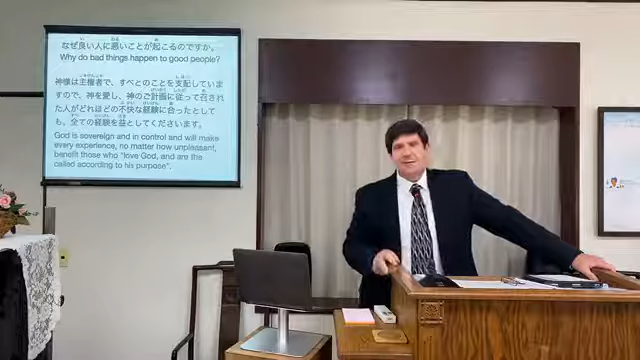 なぜ良い人に悪いことが起こるのですか。
Why do bad things happen to good people?
神様は主権者で、すべとのことを支配していま
すので、神を愛し、神のご計画に従って召され
た人がどれほどの不快な経験に合ったとして
も、全ての経験を益としてくださいます。
God is sovereign and in control and will make
every experience, no matter how unpleasant,
benefit those who "love God, and are the
called according to his purpose".